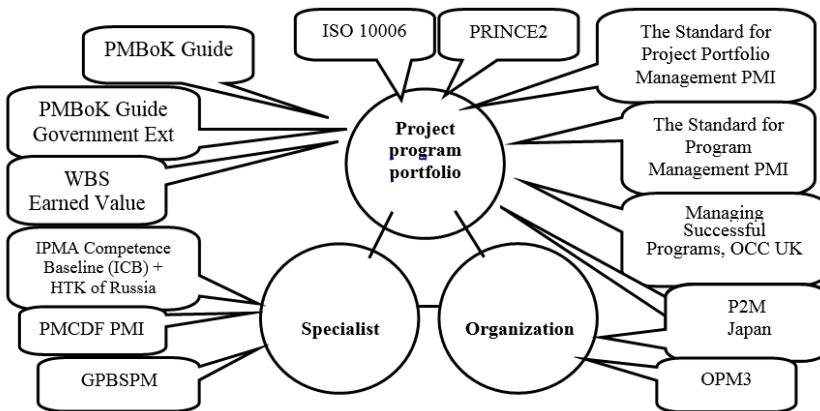 ISO 10006
PRINCE2
PMBoK Guide
The Standard for
Project Portfolio
Management PMI
PMBoK Guide
Government Ext
Project
program
portfolio
The Standard for
Program
Management PMI
WBS
Earned Value
Managing
Successful
Programs, OCC UK
IPMA Competence
Baseline (ICB) +
HTK of Russia
P2M
Japan
PMCDF PMI
Specialist
Organization
GPBSPM
OPM3